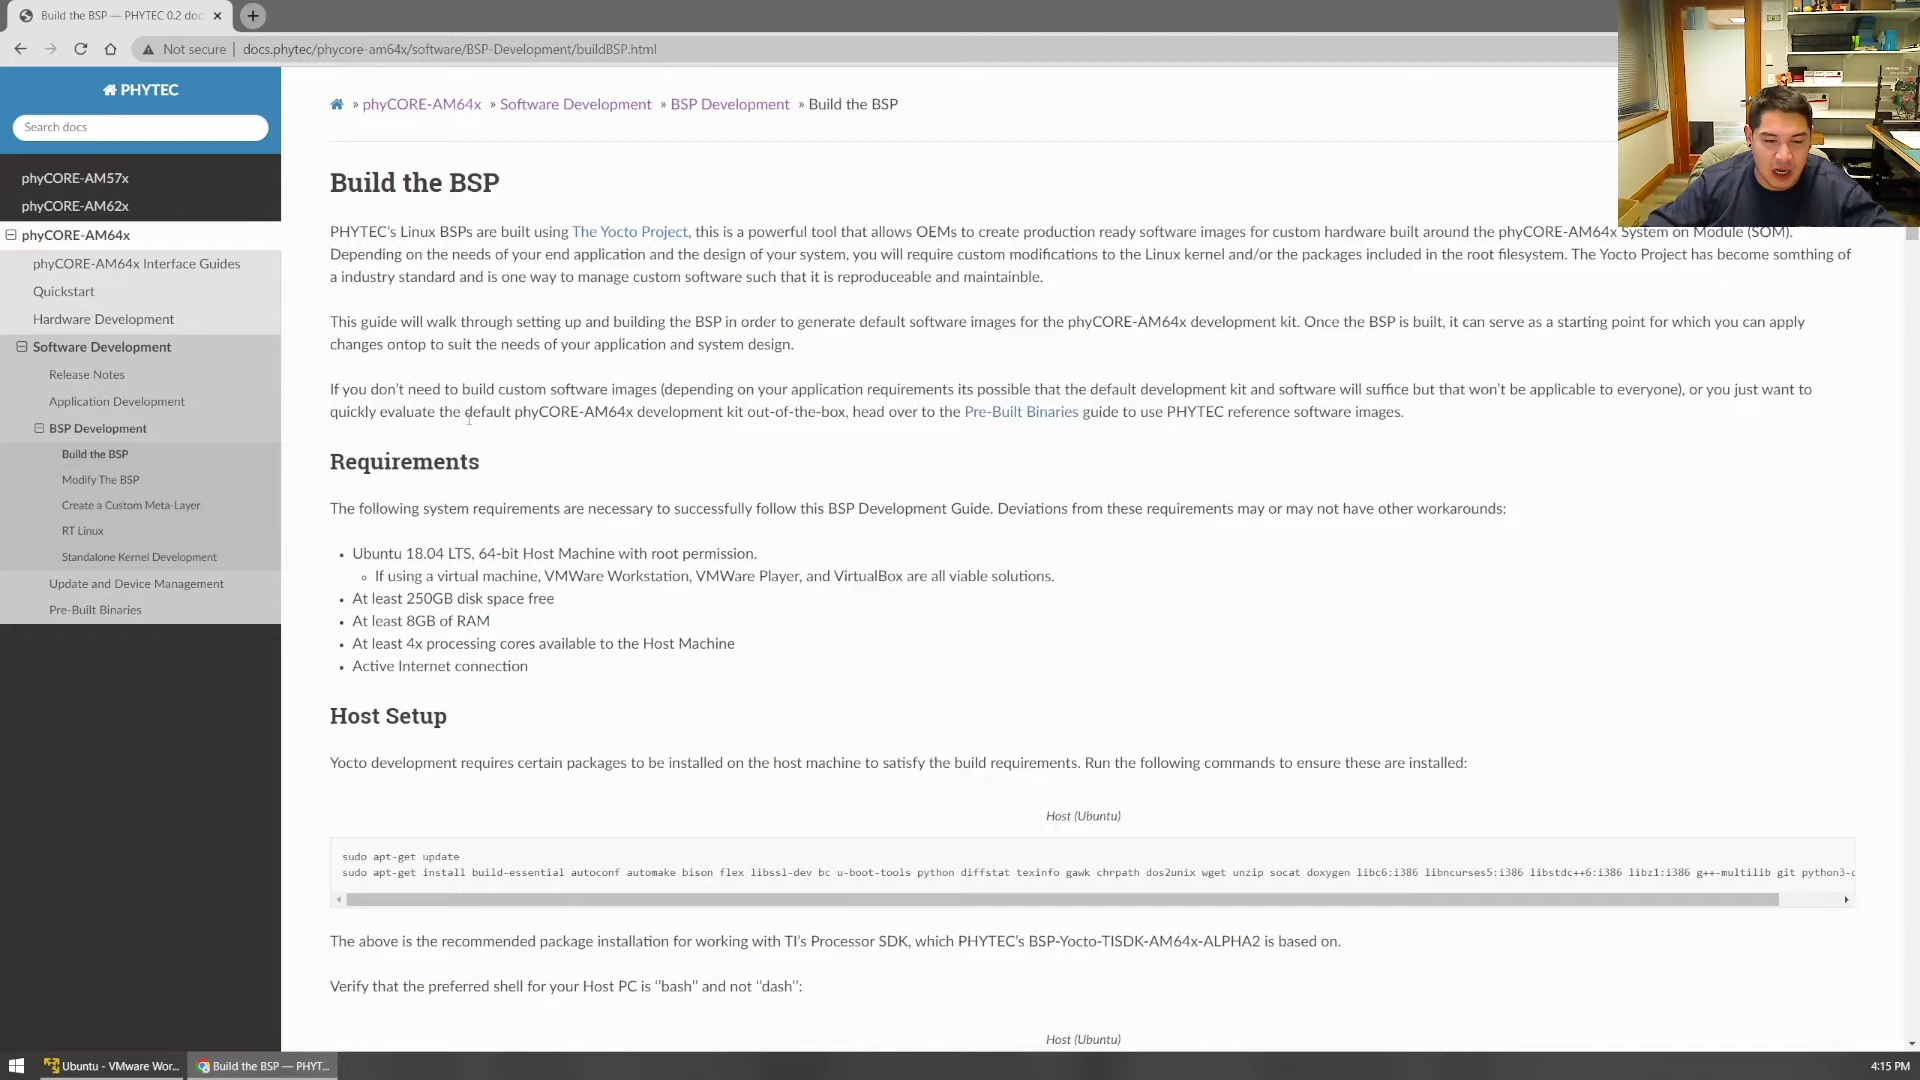 Build the BSP — PHYTEC 0.2 doc
Not secure | docs.phytec/phycore-am64x/software/BSP-Development/buildBSP.html
PHYTEC
Search docs
phyCORE-AM57x
phyCORE-AM62x
phyCORE-AM64x
phyCORE-AM64x Interface Guides
Quickstart
Hardware Development
Software Development
Release Notes
Application Development
BSP Development
Build the BSP
Modify The BSP
Create a Custom Meta-Layer
RT Linux
Standalone Kernel Development
Update and Device Management
Pre-Built Binaries
» phyCORE-AM64x » Software Development » BSP Development » Build the BSP
Build the BSP
PHYTEC’s Linux BSPs are built using The Yocto Project, this is a powerful tool that allows OEMs to create production ready software images for custom hardware built around the phyCORE-AM64x System on Module (SOM).
Depending on the needs of your end application and the design of your system, you will require custom modifications to the Linux kernel and/or the packages included in the root filesystem. The Yocto Project has become somthing of
a industry standard and is one way to manage custom software such that it is reproduceable and maintainble.
This guide will walk through setting up and building the BSP in order to generate default software images for the phyCORE-AM64x development kit. Once the BSP is built, it can serve as a starting point for which you can apply
changes ontop to suit the needs of your application and system design.
If you don’t need to build custom software images (depending on your application requirements its possible that the default development kit and software will suffice but that won’t be applicable to everyone), or you just want to
quickly evaluate the default phyCORE-AM64x development kit out-of-the-box, head over to the Pre-Built Binaries guide to use PHYTEC reference software images.
Requirements
The following system requirements are necessary to successfully follow this BSP Development Guide. Deviations from these requirements may or may not have other workarounds:
• Ubuntu 18.04 LTS, 64-bit Host Machine with root permission.
◦ If using a virtual machine, VMWare Workstation, VMWare Player, and VirtualBox are all viable solutions.
• At least 250GB disk space free
• At least 8GB of RAM
• At least 4x processing cores available to the Host Machine
• Active Internet connection
Host Setup
Yocto development requires certain packages to be installed on the host machine to satisfy the build requirements. Run the following commands to ensure these are installed:
Host (Ubuntu)
sudo apt-get update
sudo apt-get install build-essential autoconf automake bison flex libssl-dev bc u-boot-tools python diffstat texinfo gawk chrpath dos2unix wget unzip socat doxygen libc6:i386 libncurses5:i386 libstdc++6:i386 libz1:i386 g++-multilib git python3-d
The above is the recommended package installation for working with TI’s Processor SDK, which PHYTEC’s BSP-Yocto-TISDK-AM64x-ALPHA2 is based on.
Verify that the preferred shell for your Host PC is ‘’bash’’ and not ‘’dash’’:
Host (Ubuntu)
Ubuntu - VMware Wor...
Build the BSP — PHYT...
4:15 PM